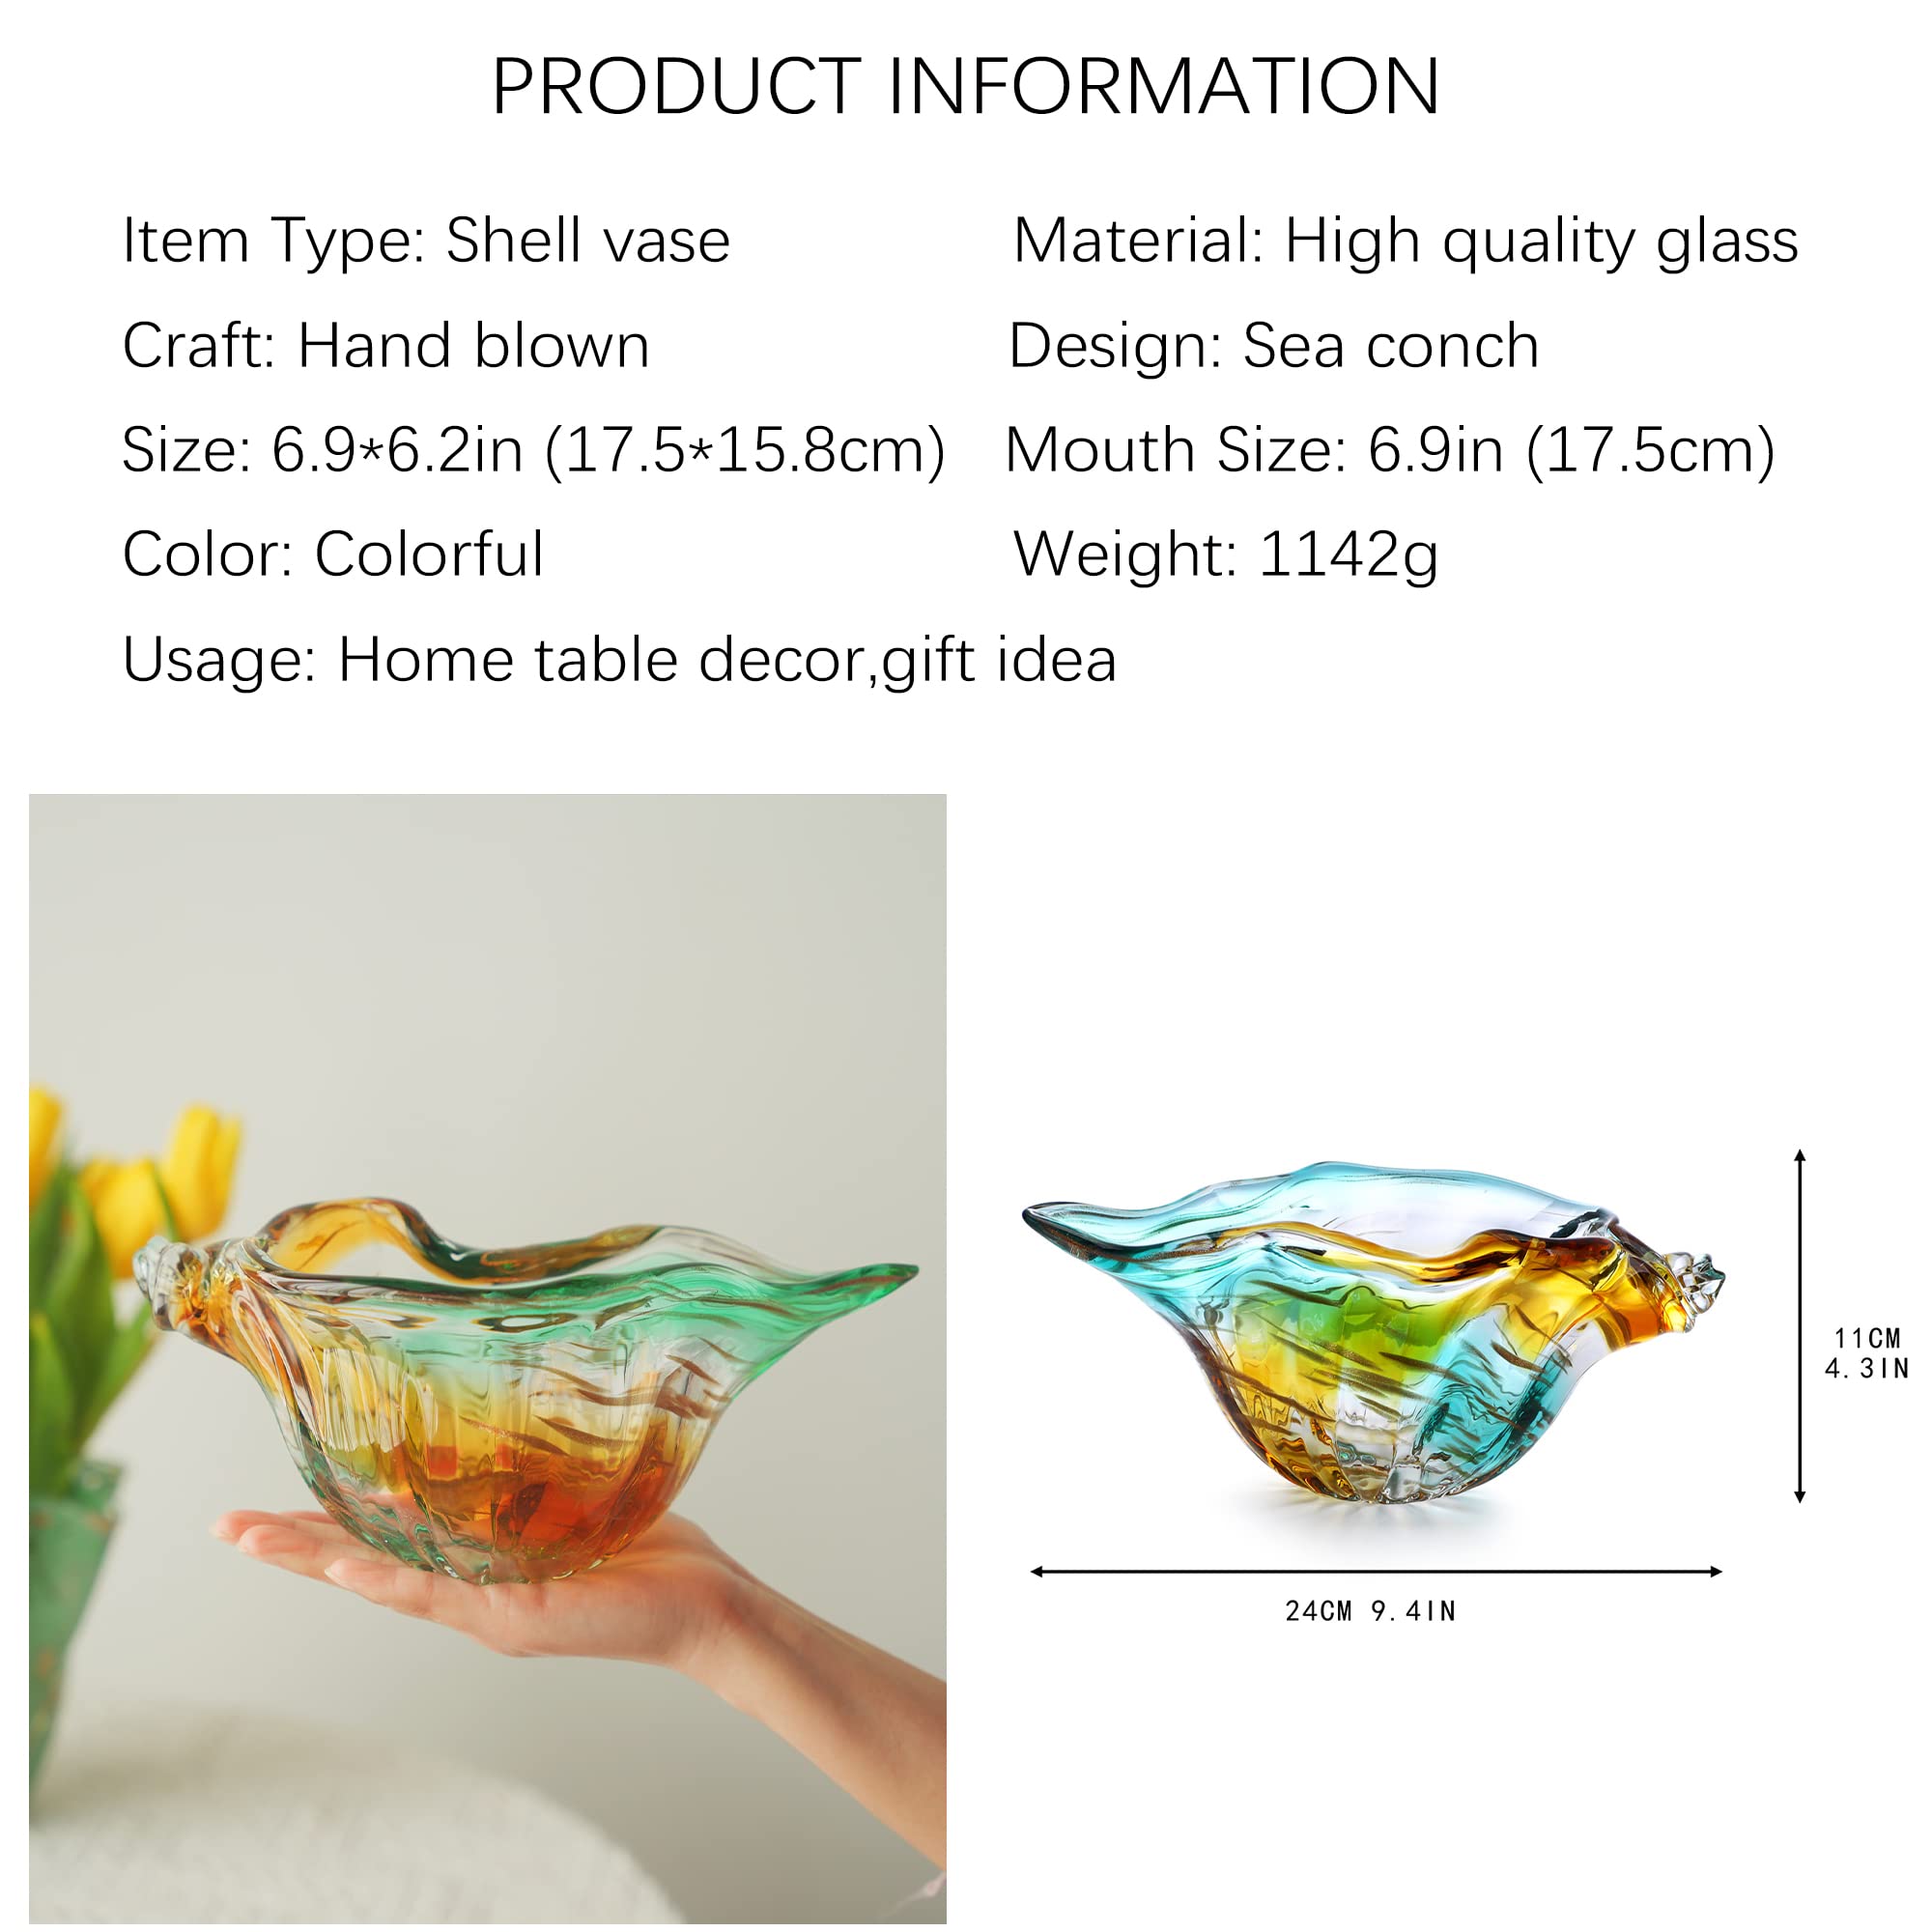 PRODUCT INFORMATION
Item Type: Shell vase
Material: High quality glass
Craft: Hand blown
Design: Sea conch
Size: 6.9*6.2in (17.5*15.8cm)
Mouth Size: 6.9in (17.5cm)
Color: Colorful
Weight: 1142g
Usage: Home table decor,gift idea
11CM
4.3IN
24CM 9.4IN